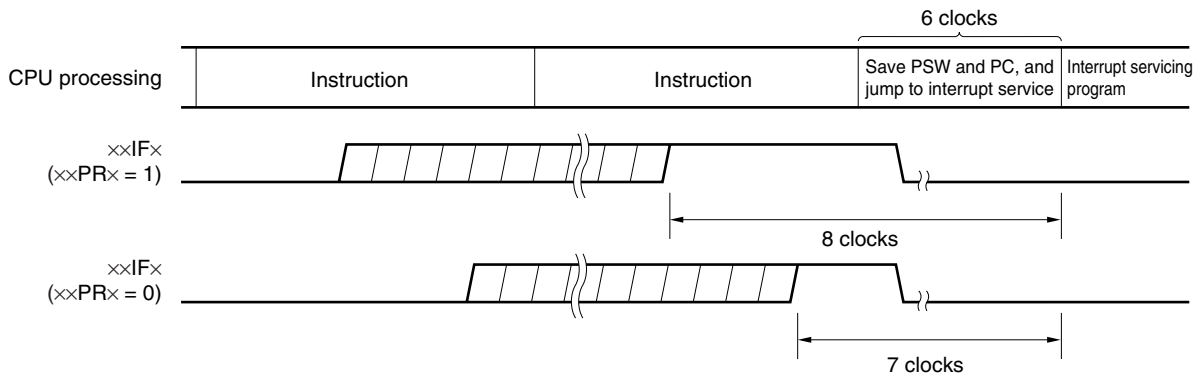 6 clocks
CPU processing
Instruction
Instruction
Save PSW and PC, and
jump to interrupt service
Interrupt servicing
program
××IF×
(××PR× = 1)
8 clocks
××IF×
(××PR× = 0)
7 clocks